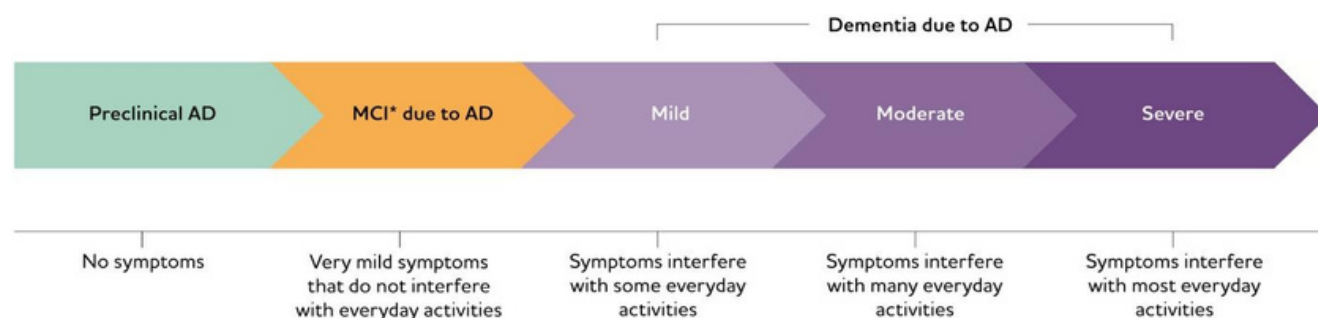 Dementia due to AD
Preclinical AD
MCI* due to AD
Mild
Moderate
Severe
No symptoms
Very mild symptoms
that do not interfere
with everyday activities
Symptoms interfere
with some everyday
activities
Symptoms interfere
with many everyday
activities
Symptoms interfere
with most everyday
activities